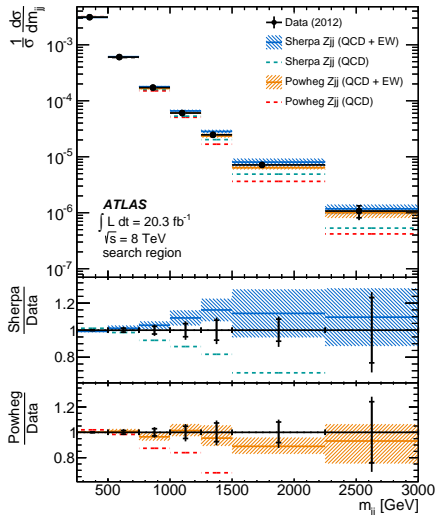 1/σ dσ/dm_jj
10⁻³
10⁻⁴
10⁻⁵
10⁻⁶
10⁻⁷
Data (2012)
Sherpa Zjj (QCD + EW)
Sherpa Zjj (QCD)
Powheg Zjj (QCD + EW)
Powheg Zjj (QCD)
ATLAS
∫ L dt = 20.3 fb⁻¹
√s = 8 TeV
search region
Sherpa/Data
1.2
1
0.8
Powheg/Data
1.2
1
0.8
500 1000 1500 2000 2500 3000
m_jj [GeV]